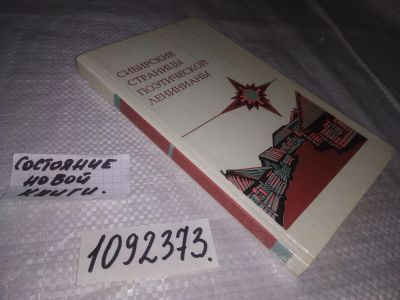 СИБИРСКИЕ
СТРАНИЦЫ
ПОЭТИЧЕСКОЙ
ЛЕНИНИАНЫ
СОСТОЯНИЕ
НОВОЙ
КНИГИ.
1092373.